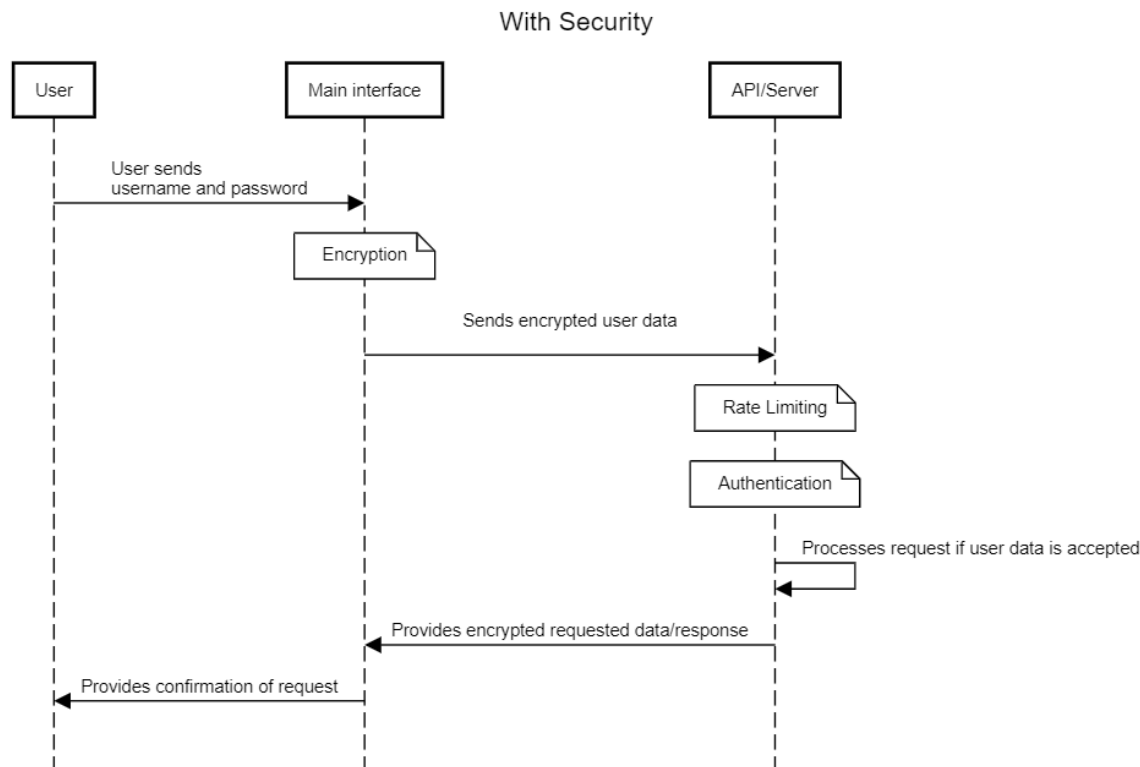 With Security
User
Main interface
API/Server
User sends
username and password
Encryption
Sends encrypted user data
Rate Limiting
Authentication
Processes request if user data is accepted
Provides encrypted requested data/response
Provides confirmation of request